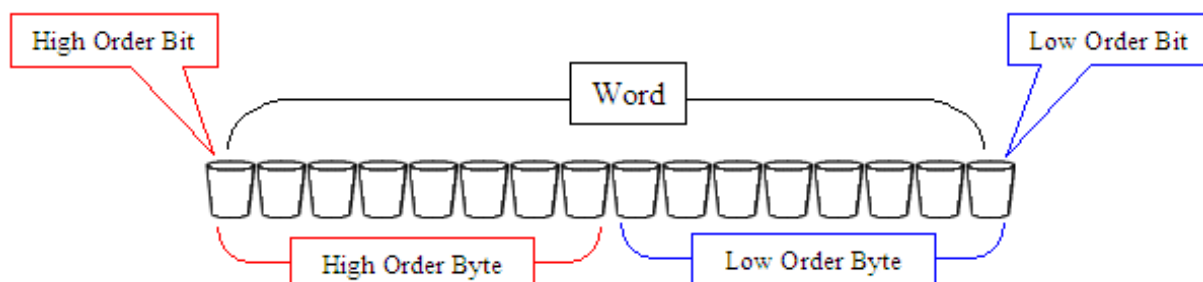 High Order Bit
Low Order Bit
Word
High Order Byte
Low Order Byte